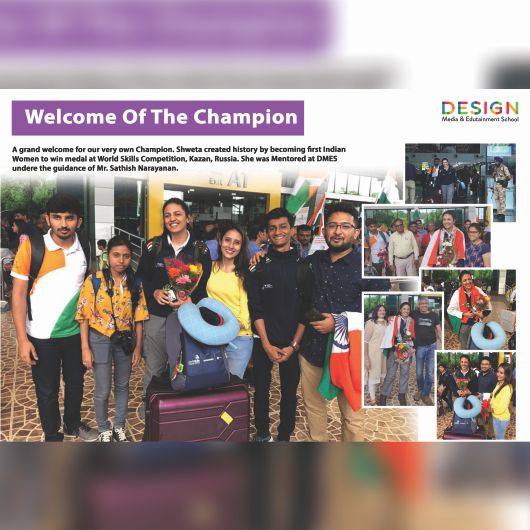 Welcome Of The Champion
DESIGN
Media & Edutainment School
A grand welcome for our very own Champion. Shweta created history by becoming first Indian
Women to win medal at World Skills Competition, Kazan, Russia. She was Mentored at DMES
undere the guidance of Mr. Sathish Narayanan.
Exit A1